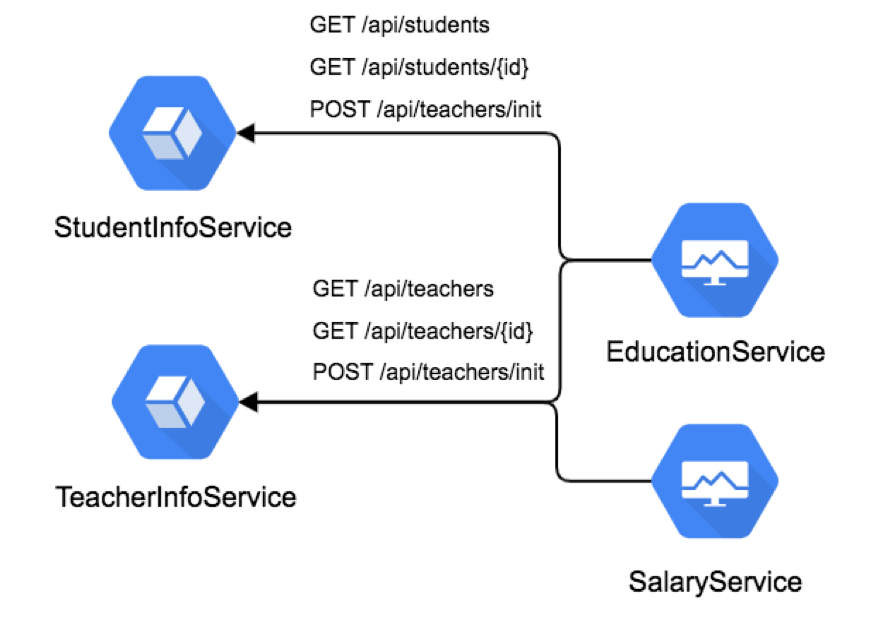 GET /api/students
GET /api/students/{id}
POST /api/teachers/init
StudentInfoService
GET /api/teachers
GET /api/teachers/{id}
POST /api/teachers/init
EducationService
TeacherInfoService
SalaryService